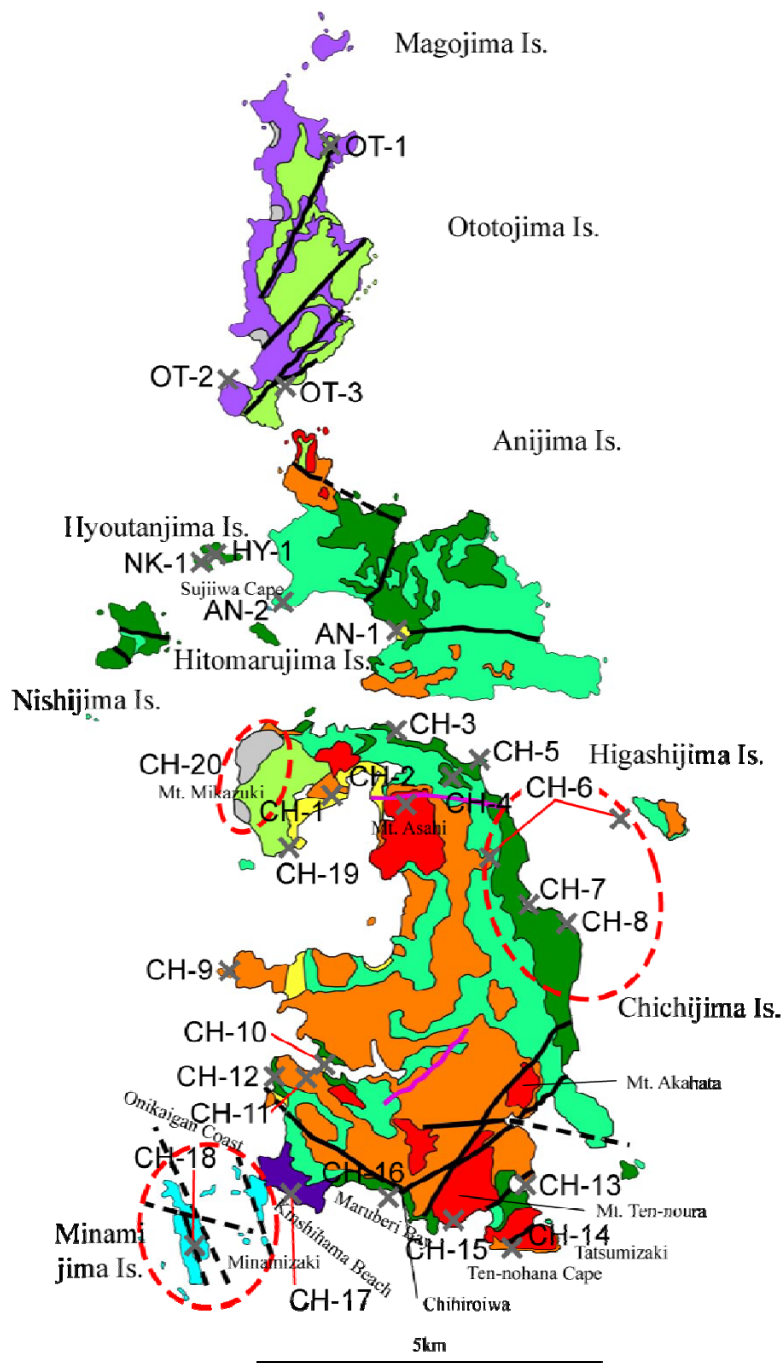 Magojima Is.
OT-1
Ototojima Is.
OT-2
OT-3
Anijima Is.
Hyoutanjima Is.
HY-1
NK-1
Sujiiwa Cape
AN-2
AN-1
Hitomarujima Is.
Nishijima Is.
CH-3
CH-5
Higashijima Is.
CH-20
Mt. Mikazuki
CH-2
CH-6
CH-1
CH-4
Mt. Asahi
CH-19
CH-7
CH-8
CH-9
Chichijima Is.
CH-10
CH-12
Mt. Akahata
CH-11
Onikaigan Coast
CH-18
CH-16
CH-13
Maruberi Bay
Mt. Ten-noura
Minami
jima Is.
Minamizaki
Kinshihama Beach
CH-15
CH-14
Tatsumizaki
Ten-nohana Cape
CH-17
Chihiroiwa
5km